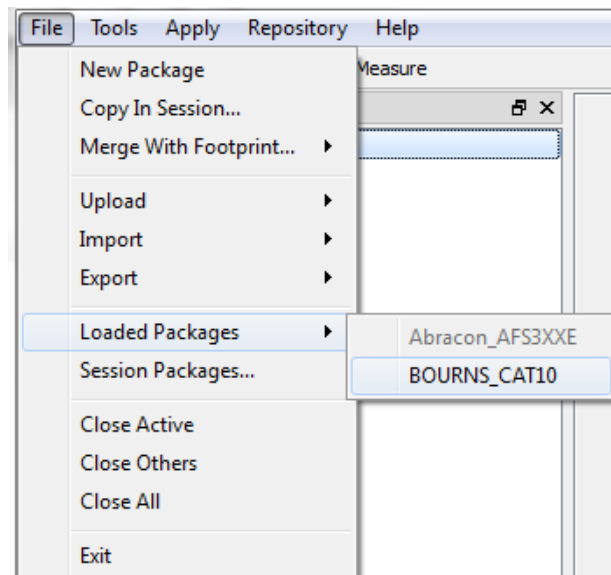 File Tools Apply Repository Help
New Package
Measure
Copy In Session...
Merge With Footprint...
Upload
Import
Export
Loaded Packages
Abracon_AFS3XXE
Session Packages...
BOURNS_CAT10
Close Active
Close Others
Close All
Exit